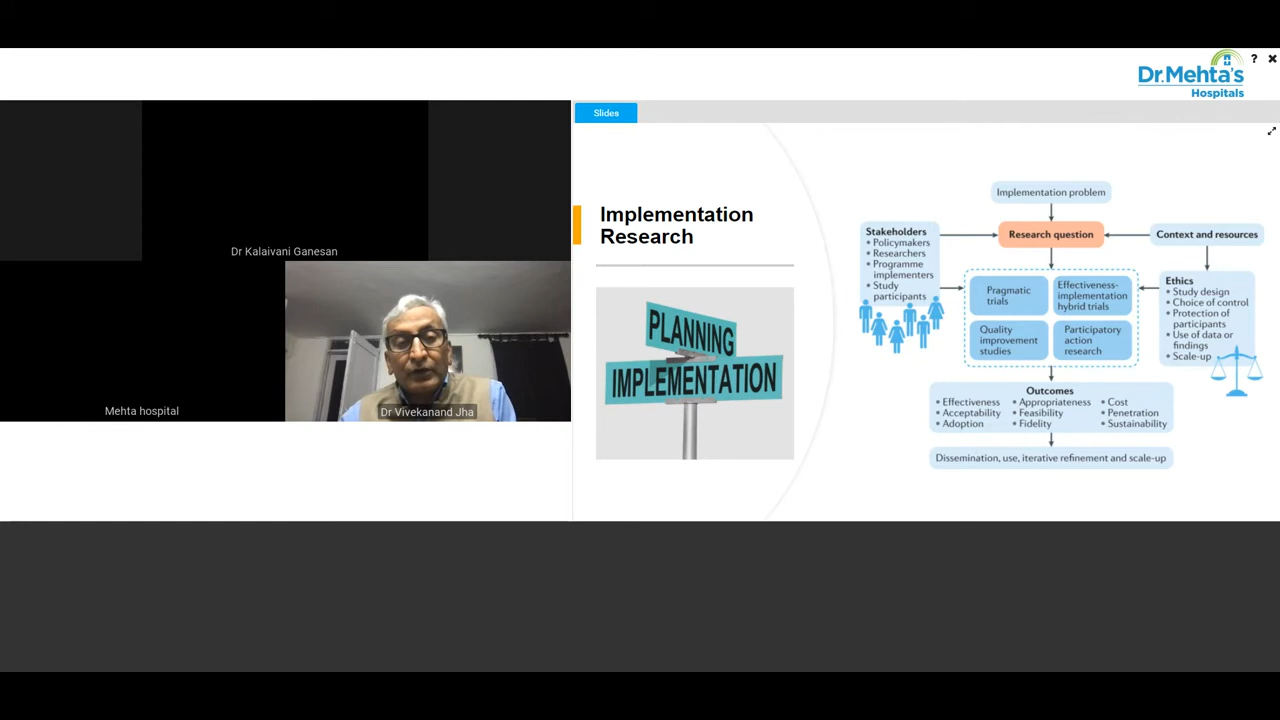 Dr.Mehta's
Hospitals
?
Slides
Dr Kalaivani Ganesan
Mehta hospital
Dr Vivekanand Jha
Implementation
Research
PLANNING
IMPLEMENTATION
Implementation problem
Stakeholders
• Policymakers
• Researchers
• Programme
implementers
• Study
participants
Research question
Context and resources
Pragmatic
trials
Effectiveness-
implementation
hybrid trials
Quality
improvement
studies
Participatory
action
research
Ethics
• Study design
• Choice of control
• Protection of
participants
• Use of data or
findings
• Scale-up
Outcomes
• Effectiveness
• Acceptability
• Adoption
• Appropriateness
• Feasibility
• Fidelity
• Cost
• Penetration
• Sustainability
Dissemination, use, iterative refinement and scale-up